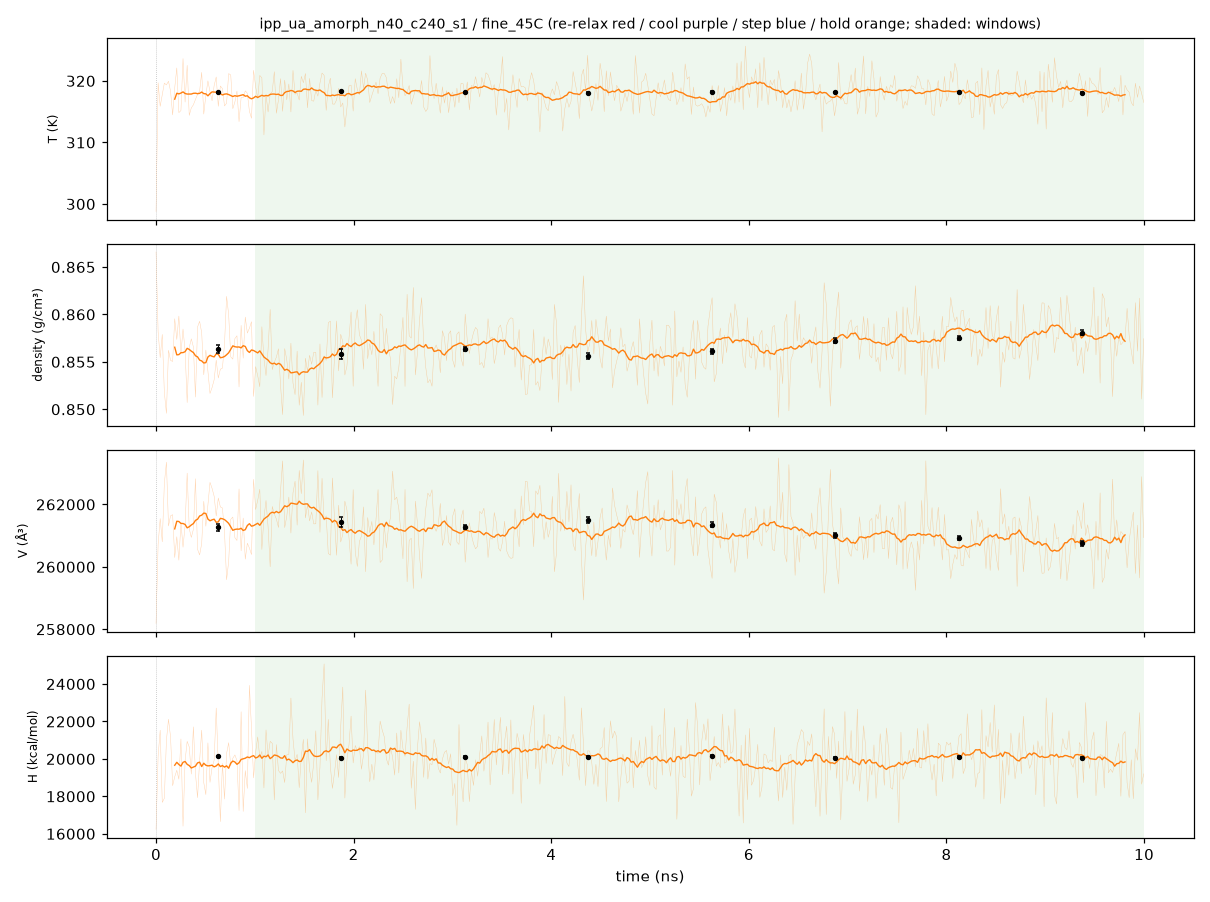 ipp_ua_amorph_n40_c240_s1 / fine_45C (re-relax red / cool purple / step blue / hold orange; shaded: windows)
320
310
300
T (K)
0.865
0.860
0.855
0.850
density (g/cm³)
262000
260000
258000
V (Å³)
24000
22000
20000
18000
16000
H (kcal/mol)
0 2 4 6 8 10
time (ns)